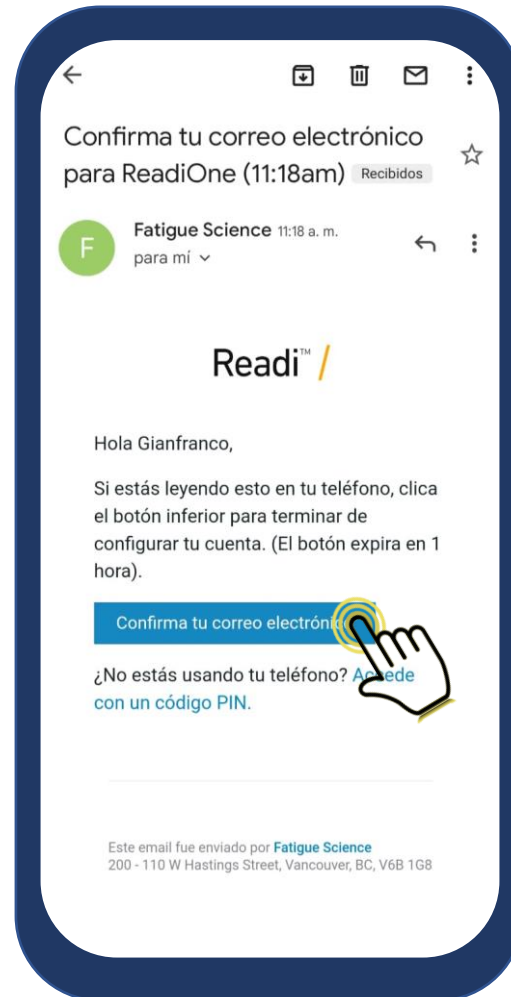 Confirma tu correo electrónico
para ReadiOne (11:18am) Recibidos
F
Fatigue Science 11:18 a. m.
para mí
Readi™
Hola Gianfranco,
Si estás leyendo esto en tu teléfono, clica
el botón inferior para terminar de
configurar tu cuenta. (El botón expira en 1
hora).
Confirma tu correo electrónico
¿No estás usando tu teléfono? Accede
con un código PIN.
Este email fue enviado por Fatigue Science
200 - 110 W Hastings Street, Vancouver, BC, V6B 1G8